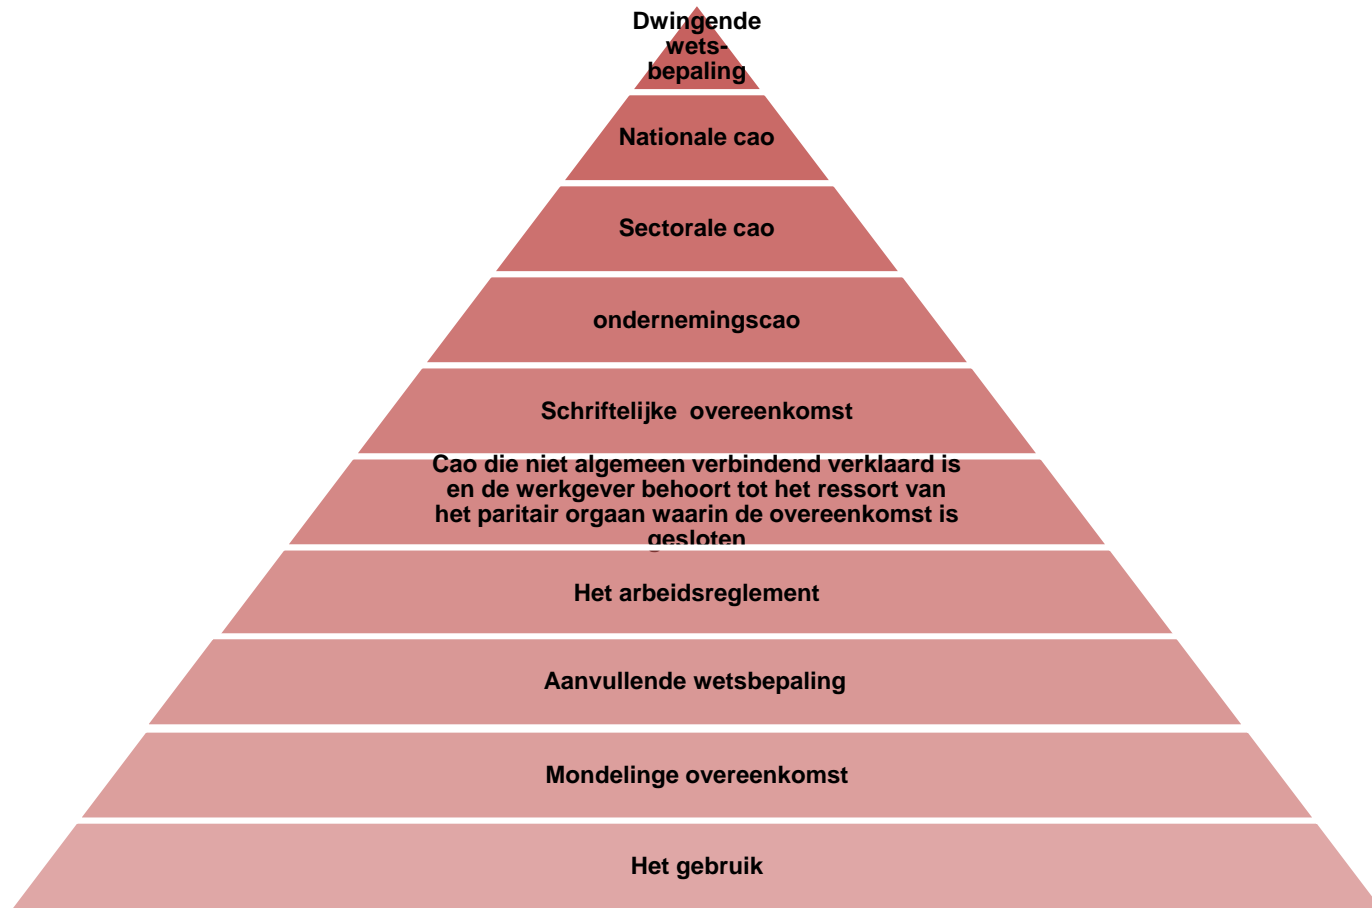 Dwingende
wets-
bepaling
Nationale cao
Sectorale cao
ondernemingscao
Schriftelijke overeenkomst
Cao die niet algemeen verbindend verklaard is
en de werkgever behoort tot het ressort van
het paritair orgaan waarin de overeenkomst is
gesloten
Het arbeidsreglement
Aanvullende wetsbepaling
Mondelinge overeenkomst
Het gebruik